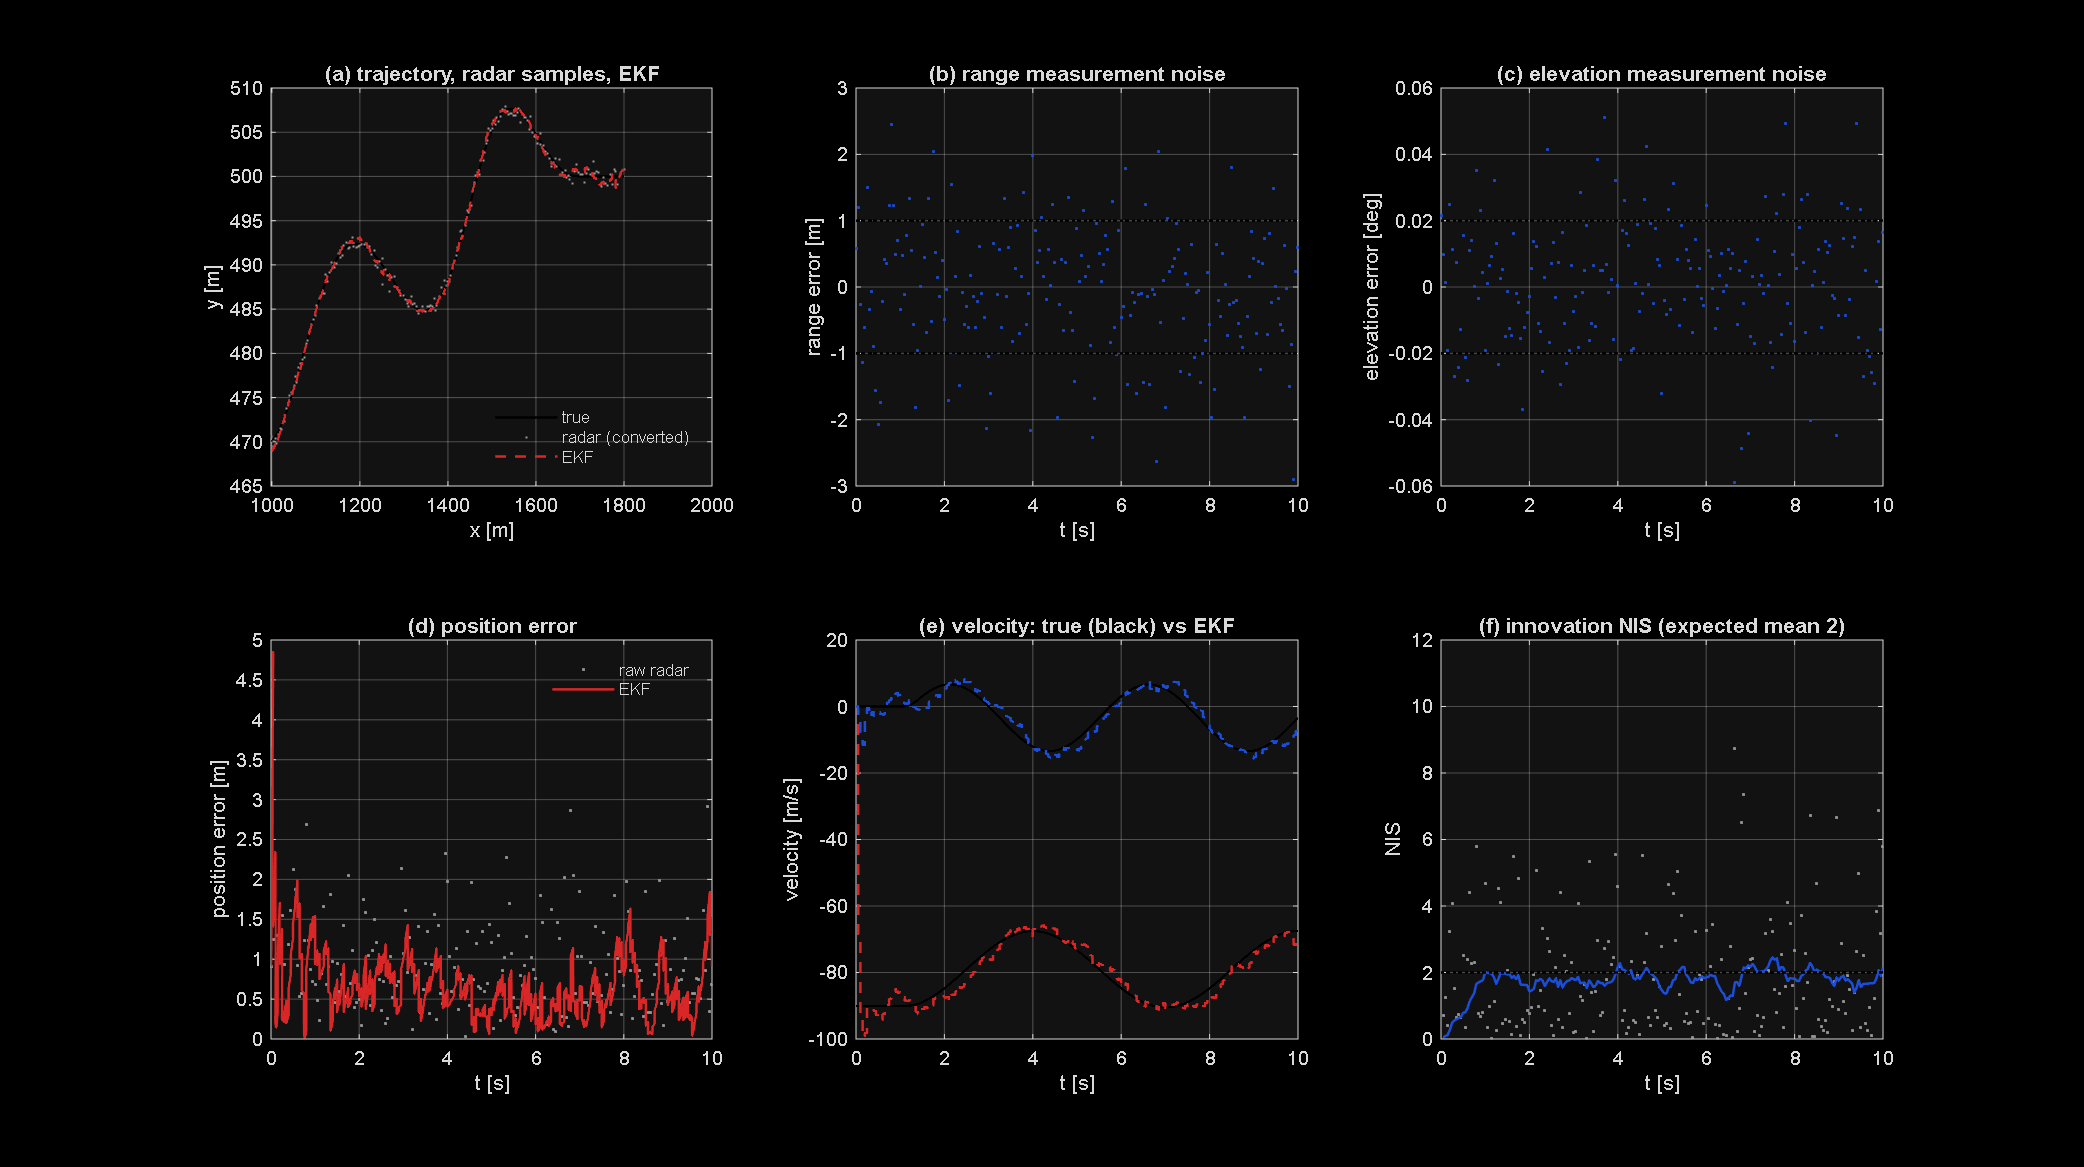 (a) trajectory, radar samples, EKF
510
505
500
495
490
485
480
475
470
465
y [m]
true
radar (converted)
EKF
1000 1200 1400 1600 1800 2000
x [m]
(b) range measurement noise
3
2
1
0
-1
-2
-3
range error [m]
0 2 4 6 8 10
t [s]
(c) elevation measurement noise
0.06
0.04
0.02
0
-0.02
-0.04
-0.06
elevation error [deg]
0 2 4 6 8 10
t [s]
(d) position error
5
4.5
4
3.5
3
2.5
2
1.5
1
0.5
0
position error [m]
raw radar
EKF
0 2 4 6 8 10
t [s]
(e) velocity: true (black) vs EKF
20
0
-20
-40
-60
-80
-100
velocity [m/s]
0 2 4 6 8 10
t [s]
(f) innovation NIS (expected mean 2)
12
10
8
6
4
2
0
NIS
0 2 4 6 8 10
t [s]